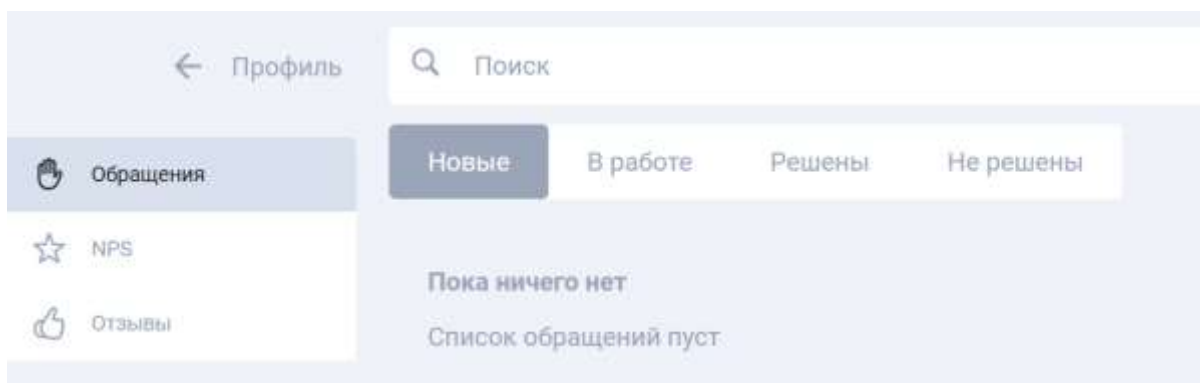 Профиль
Поиск
Обращения
NPS
Отзывы
Новые
В работе
Решены
Не решены
Пока ничего нет
Список обращений пуст